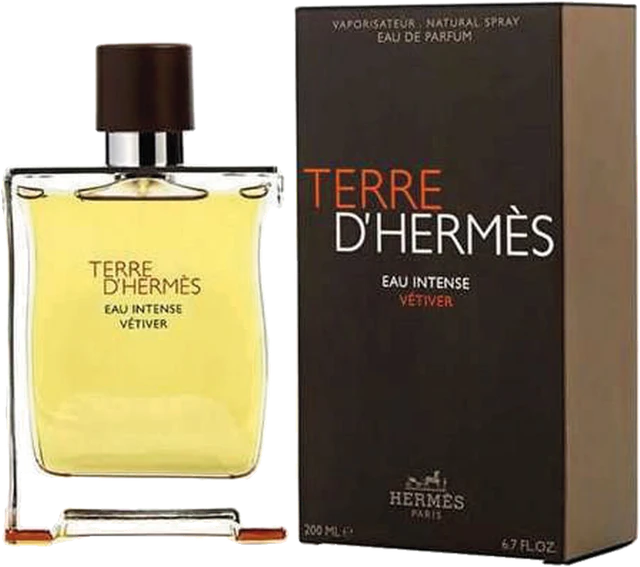 TERRE
D'HERMÈS
EAU INTENSE
VÉTIVER
VAPORISATEUR . NATURAL SPRAY
EAU DE PARFUM
TERRE
D'HERMÈS
EAU INTENSE
VÉTIVER
HERMÈS
PARIS
200 ML ℮
6.7 FL.OZ.